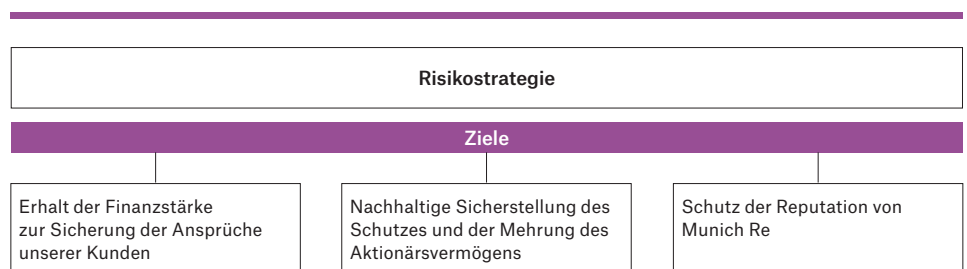 Risikostrategie
Ziele
Erhalt der Finanzstärke
zur Sicherung der Ansprüche
unserer Kunden
Nachhaltige Sicherstellung des
Schutzes und der Mehrung des
Aktionärsvermögens
Schutz der Reputation von
Munich Re